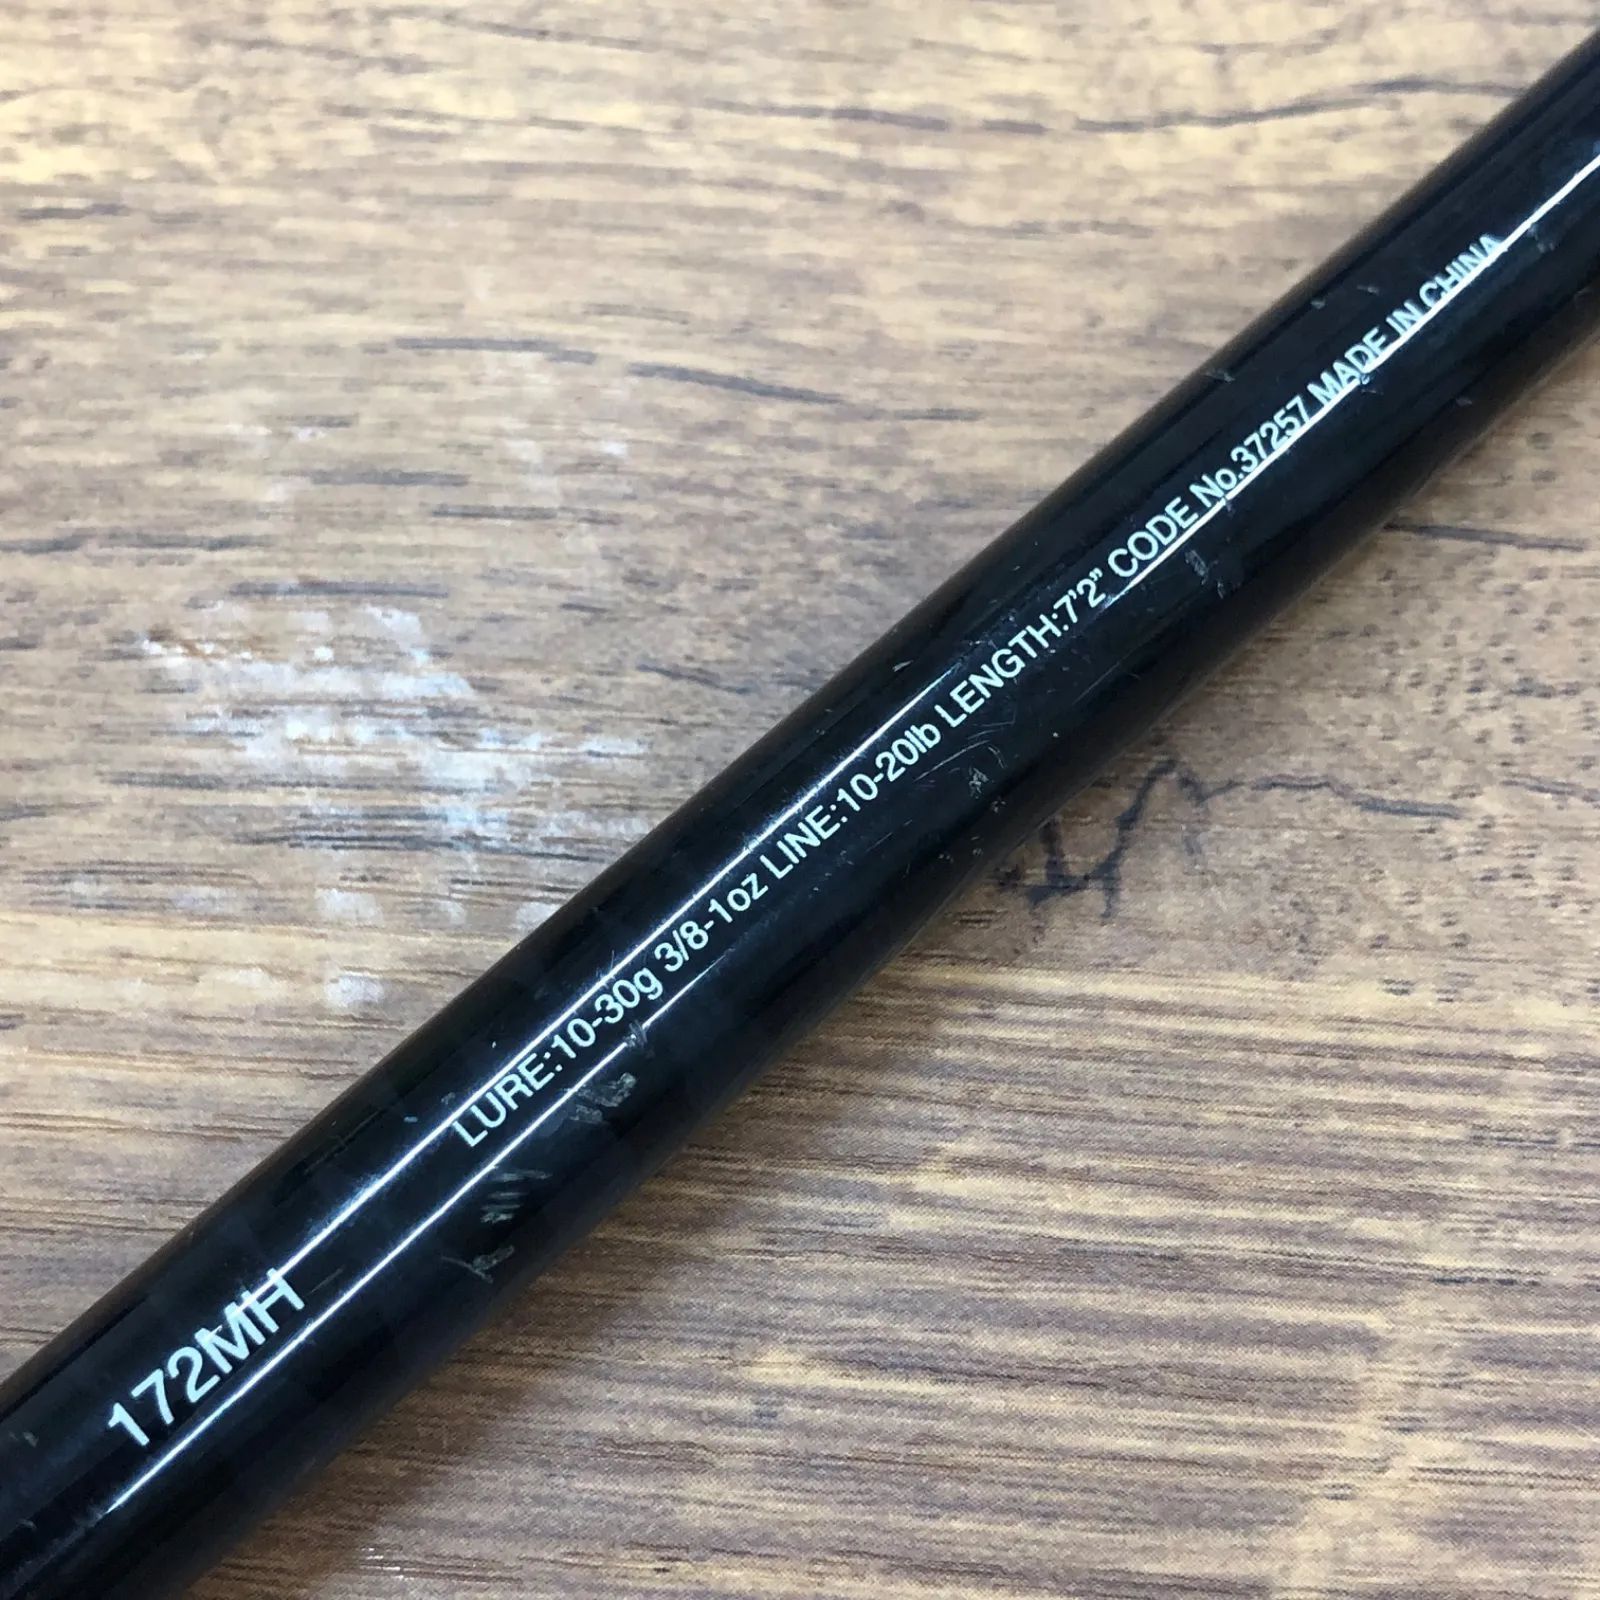 172MH
LURE:10-30g 3/8-1oz LINE:10-20lb LENGTH:7'2" CODE No.37257 MADE IN CHINA